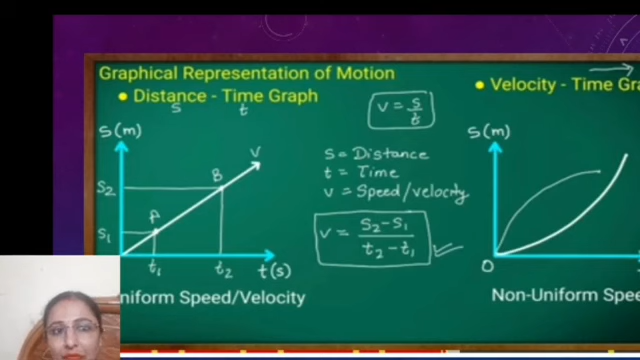 Graphical Representation of Motion
• Distance - Time Graph
s t
v = s/t
• Velocity - Time Gra
S(m)
S2
S1
A
B
v
t1
t2
t(s)
S = Distance
t = Time
v = Speed/velocity
v = S2-S1 / t2-t1
S(m)
0
niform Speed/Velocity
Non-Uniform Spee